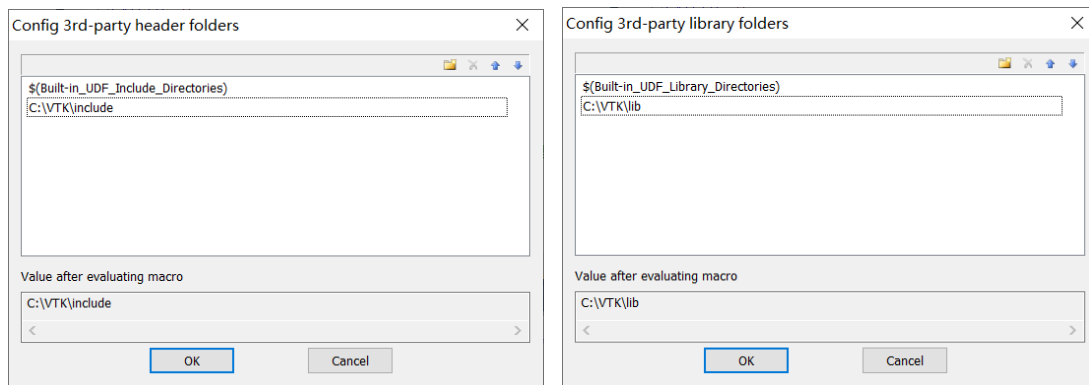 Config 3rd-party header folders
$(Built-in_UDF_Include_Directories)
C:\VTK\include
Value after evaluating macro
C:\VTK\include
OK
Cancel
Config 3rd-party library folders
$(Built-in_UDF_Library_Directories)
C:\VTK\lib
Value after evaluating macro
C:\VTK\lib
OK
Cancel